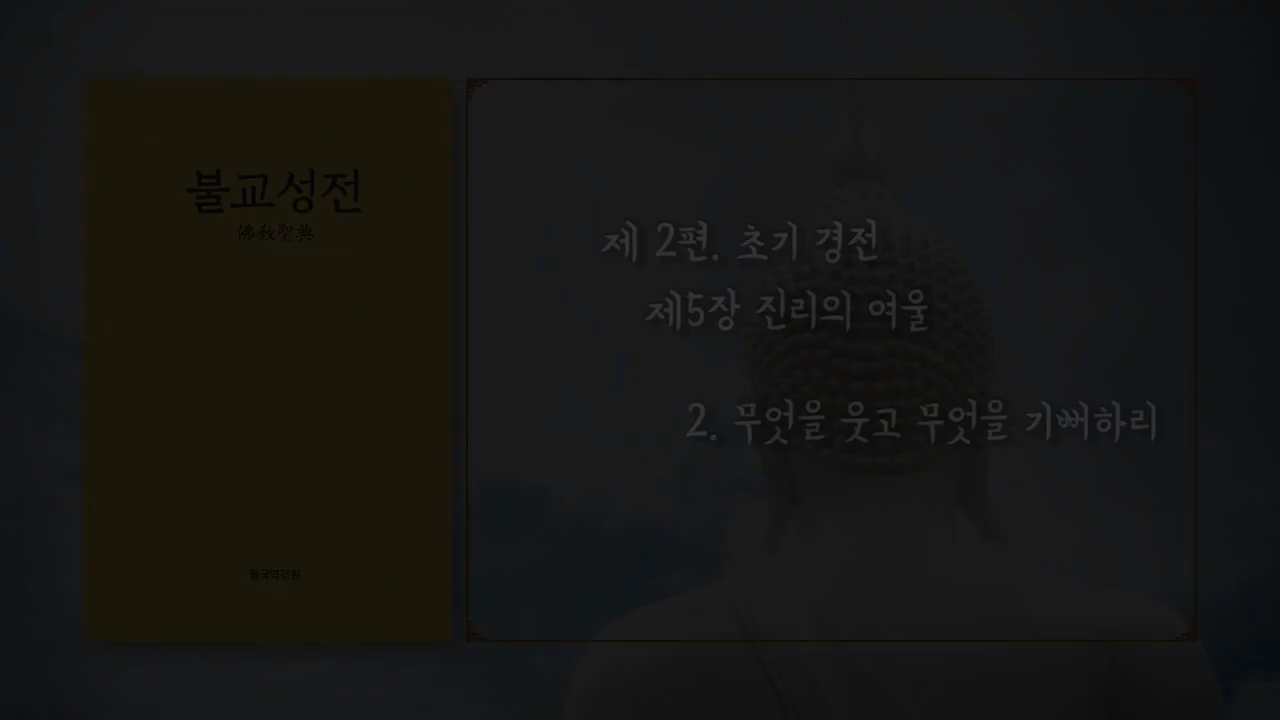 불교성전
佛敎聖典
동국역경원
제 2편. 초기 경전
제5장 진리의 여울
2. 무엇을 웃고 무엇을 기뻐하리